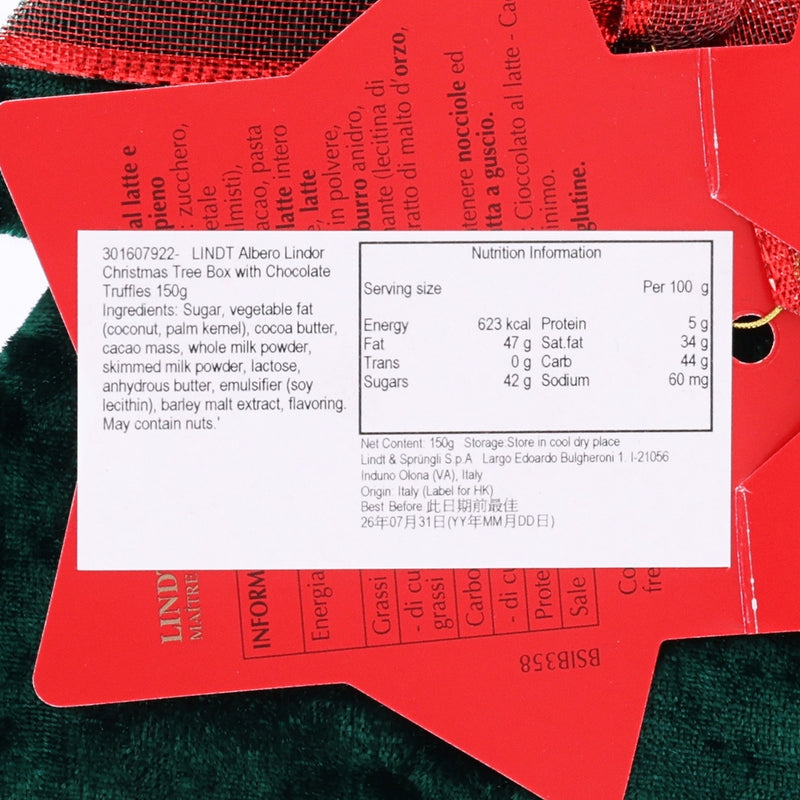 301607922- LINDT Albero Lindor
Christmas Tree Box with Chocolate
Truffles 150g
Ingredients: Sugar, vegetable fat
(coconut, palm kernel), cocoa butter,
cacao mass, whole milk powder,
skimmed milk powder, lactose,
anhydrous butter, emulsifier (soy
lecithin), barley malt extract, flavoring.
May contain nuts.'
Nutrition Information
Serving size Per 100 g
Energy 623 kcal Protein 5 g
Fat 47 g Sat.fat 34 g
Trans 0 g Carb 44 g
Sugars 42 g Sodium 60 mg
Net Content: 150g Storage:Store in cool dry place
Lindt & Sprüngli S.p.A Largo Edoardo Bulgheroni 1. I-21056
Induno Olona (VA), Italy
Origin: Italy (Label for HK)
Best Before 此日期前最佳
26年07月31日(YY年MM月DD日)
al latte e
pieno
: zucchero,
etale
lmisti),
acao, pasta
latte intero
, latte
in polvere,
burro anidro,
ante (lecitina di
ratto di malto d'orzo,
tenere nocciole ed
tta a guscio.
: Cioccolato al latte - Ca
inimo.
glutine.
LINDT
MAÎTRE
INFORM
Energia
Grassi
- di cu
grassi
Carbo
- di cu
Prote
Sale
Co
fre
BSIB358